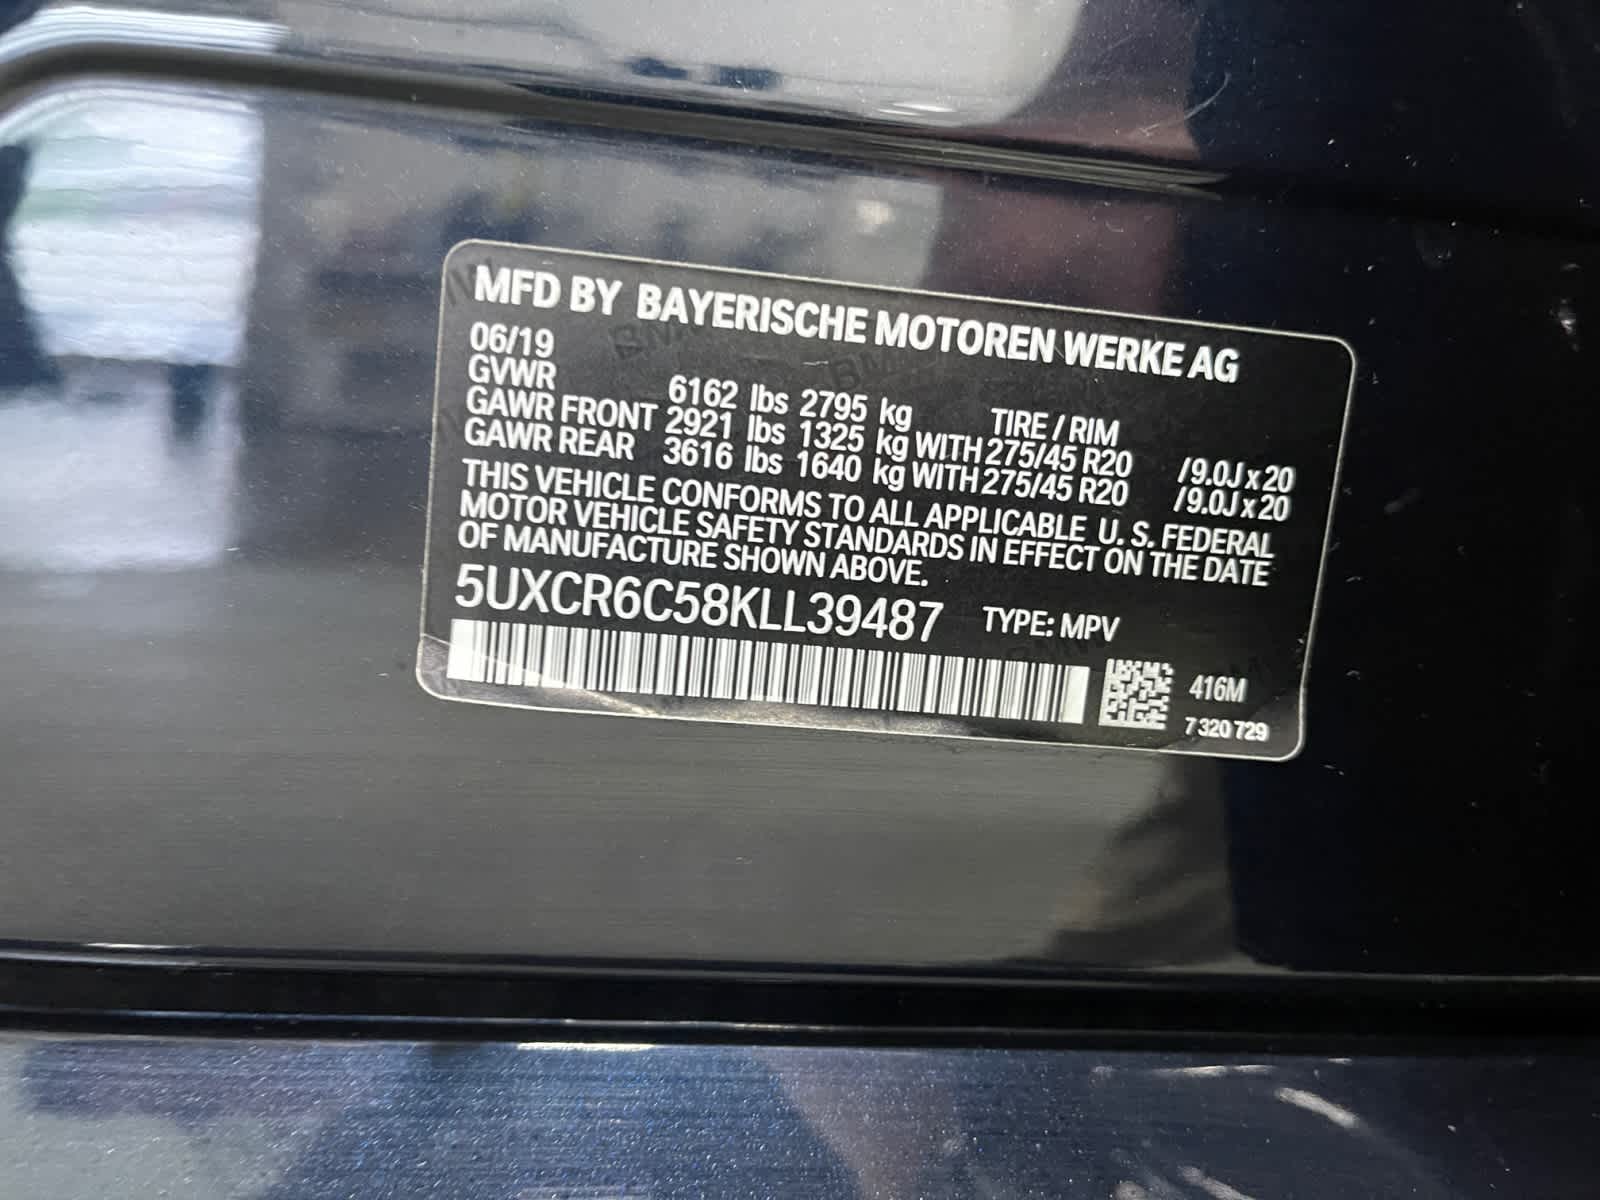 MFD BY BAYERISCHE MOTOREN WERKE AG
06/19
GVWR 6162 lbs 2795 kg TIRE / RIM
GAWR FRONT 2921 lbs 1325 kg WITH 275/45 R20 /9.0J x 20
GAWR REAR 3616 lbs 1640 kg WITH 275/45 R20 /9.0J x 20
THIS VEHICLE CONFORMS TO ALL APPLICABLE U. S. FEDERAL
MOTOR VEHICLE SAFETY STANDARDS IN EFFECT ON THE DATE
OF MANUFACTURE SHOWN ABOVE.
5UXCR6C58KLL39487 TYPE: MPV
416M
7 320 729